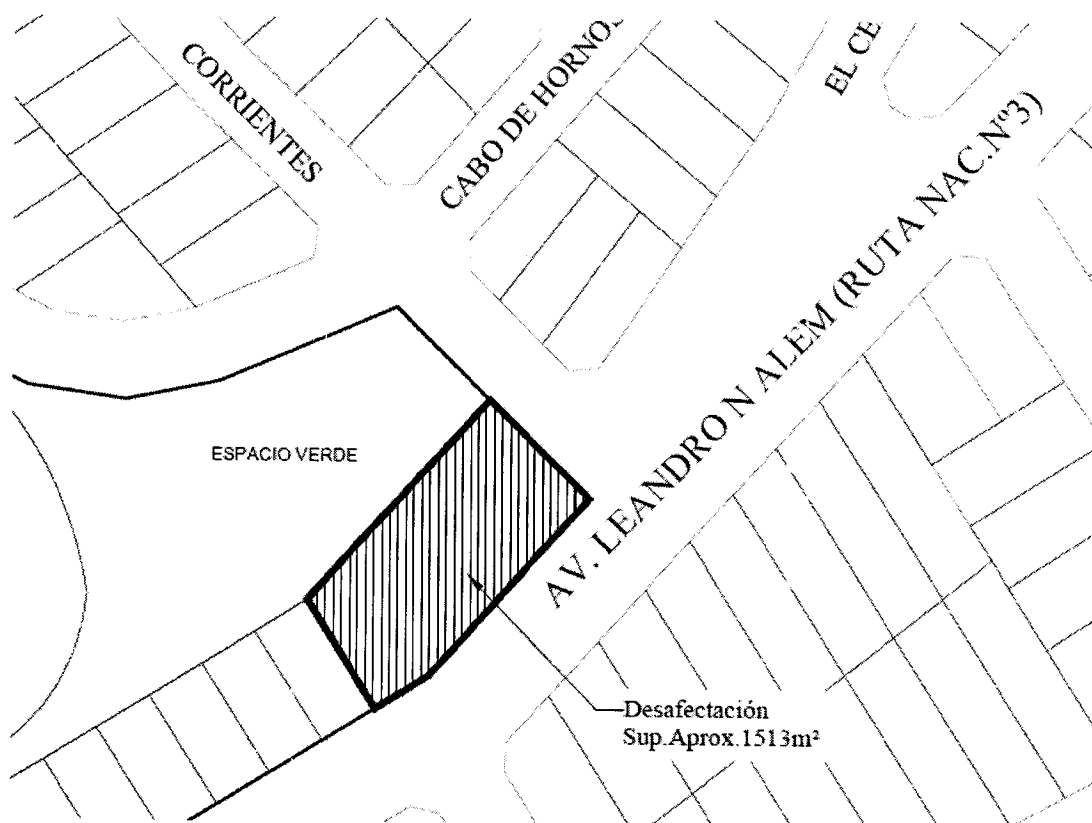 CORRIENTES
CABO DE HORNOS
EL CE
AV. LEANDRO N ALEM (RUTA NAC.Nº3)
ESPACIO VERDE
Desafectación
Sup.Aprox.1513m²